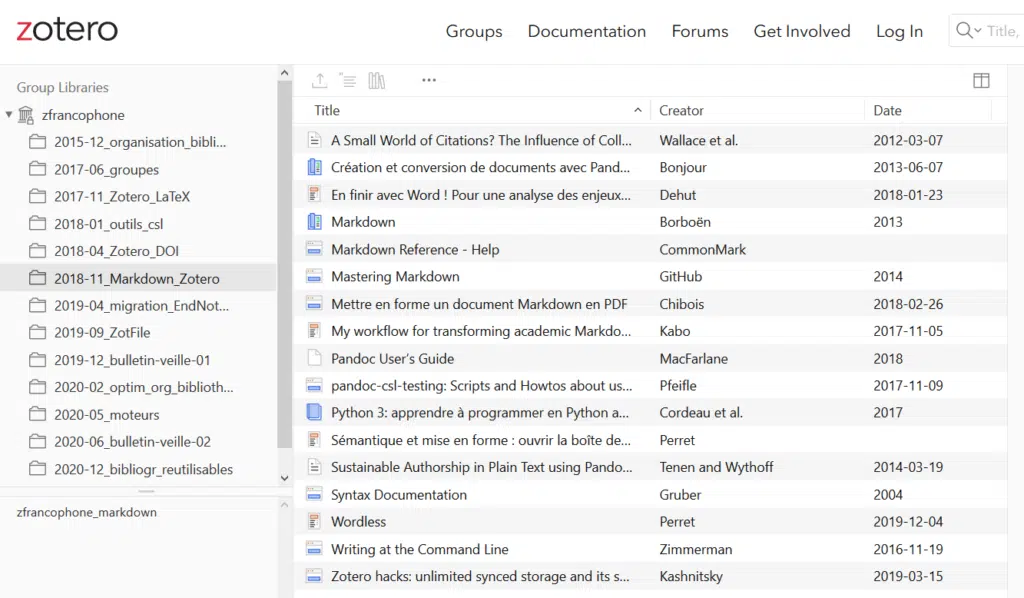 zotero
Groups Documentation Forums Get Involved Log In Title,
Group Libraries
zfrancophone
2015-12_organisation_bibli...
2017-06_groupes
2017-11_Zotero_LaTeX
2018-01_outils_csl
2018-04_Zotero_DOI
2018-11_Markdown_Zotero
2019-04_migration_EndNot...
2019-09_ZotFile
2019-12_bulletin-veille-01
2020-02_optim_org_biblioth...
2020-05_moteurs
2020-06_bulletin-veille-02
2020-12_bibliogr_reutilisables
zfrancophone_markdown
Title Creator Date
A Small World of Citations? The Influence of Coll... Wallace et al. 2012-03-07
Création et conversion de documents avec Pand... Bonjour 2013-06-07
En finir avec Word ! Pour une analyse des enjeux... Dehut 2018-01-23
Markdown Borboën 2013
Markdown Reference - Help CommonMark
Mastering Markdown GitHub 2014
Mettre en forme un document Markdown en PDF Chibois 2018-02-26
My workflow for transforming academic Markdo... Kabo 2017-11-05
Pandoc User’s Guide MacFarlane 2018
pandoc-csl-testing: Scripts and Howtos about us... Pfeifle 2017-11-09
Python 3: apprendre à programmer en Python a... Cordeau et al. 2017
Sémantique et mise en forme : ouvrir la boîte de... Perret
Sustainable Authorship in Plain Text using Pando... Tenen and Wythoff 2014-03-19
Syntax Documentation Gruber 2004
Wordless Perret 2019-12-04
Writing at the Command Line Zimmerman 2016-11-19
Zotero hacks: unlimited synced storage and its s... Kashnitsky 2019-03-15